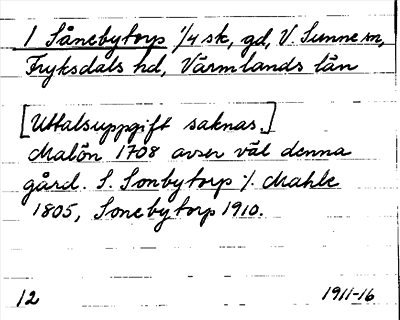 1 Sånebytorp 1/4 sk, gd, V. Sunne sn,
Fryksdals hd, Värmlands län
[Uttalsuppgift saknas.]
Malön 1708 avser väl denna
gård. S. Sonbytorp ./. Mahle
1805, Sonebytorp 1910.
12 1911-16